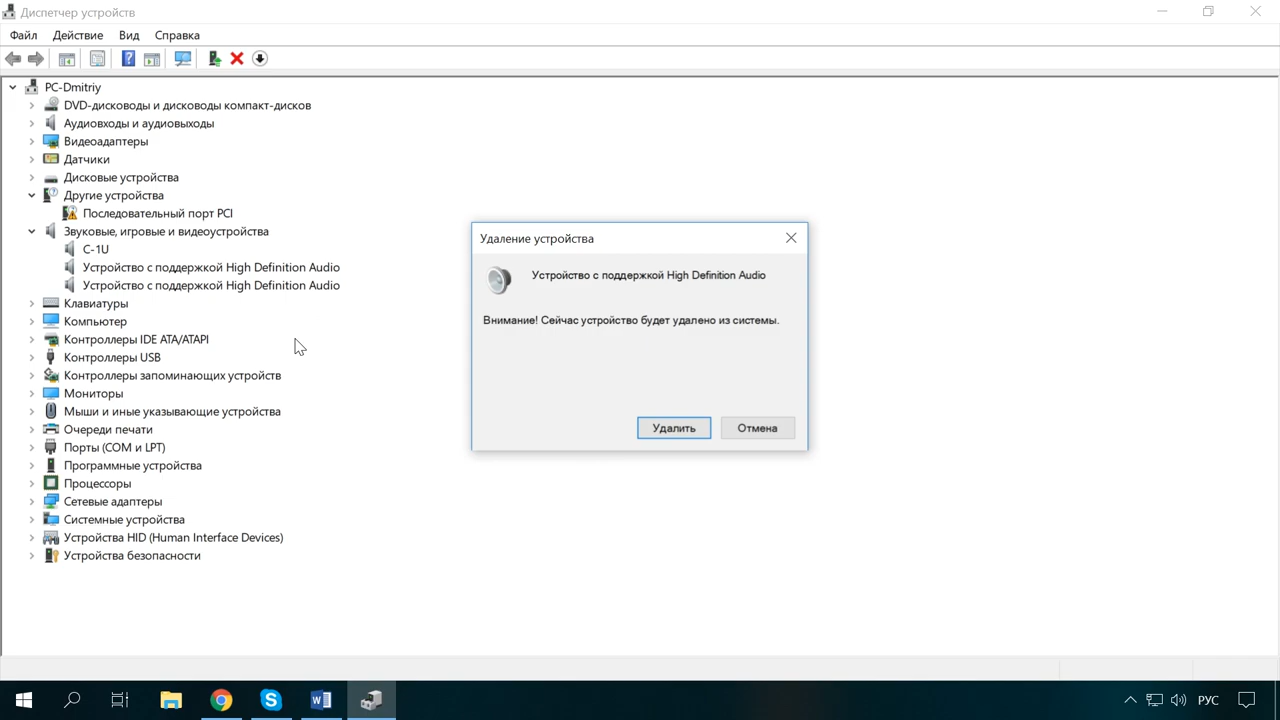 Диспетчер устройств
Файл Действие Вид Справка
PC-Dmitriy
DVD-дисководы и дисководы компакт-дисков
Аудиовходы и аудиовыходы
Видеоадаптеры
Датчики
Дисковые устройства
Другие устройства
Последовательный порт PCI
Звуковые, игровые и видеоустройства
C-1U
Устройство с поддержкой High Definition Audio
Устройство с поддержкой High Definition Audio
Клавиатуры
Компьютер
Контроллеры IDE ATA/ATAPI
Контроллеры USB
Контроллеры запоминающих устройств
Мониторы
Мыши и иные указывающие устройства
Очереди печати
Порты (COM и LPT)
Программные устройства
Процессоры
Сетевые адаптеры
Системные устройства
Устройства HID (Human Interface Devices)
Устройства безопасности
Удаление устройства
Устройство с поддержкой High Definition Audio
Внимание! Сейчас устройство будет удалено из системы.
Удалить Отмена
РУС